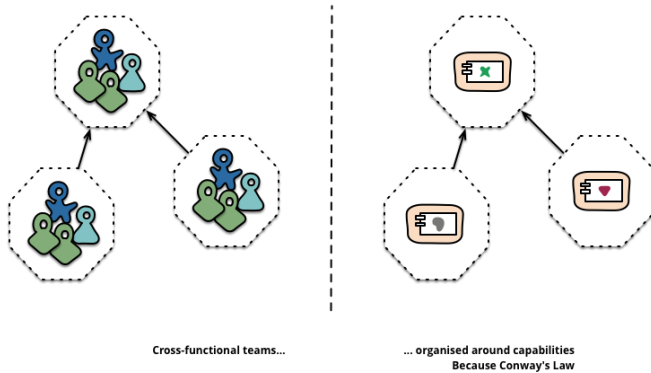 Cross-functional teams...
... organised around capabilities
Because Conway's Law